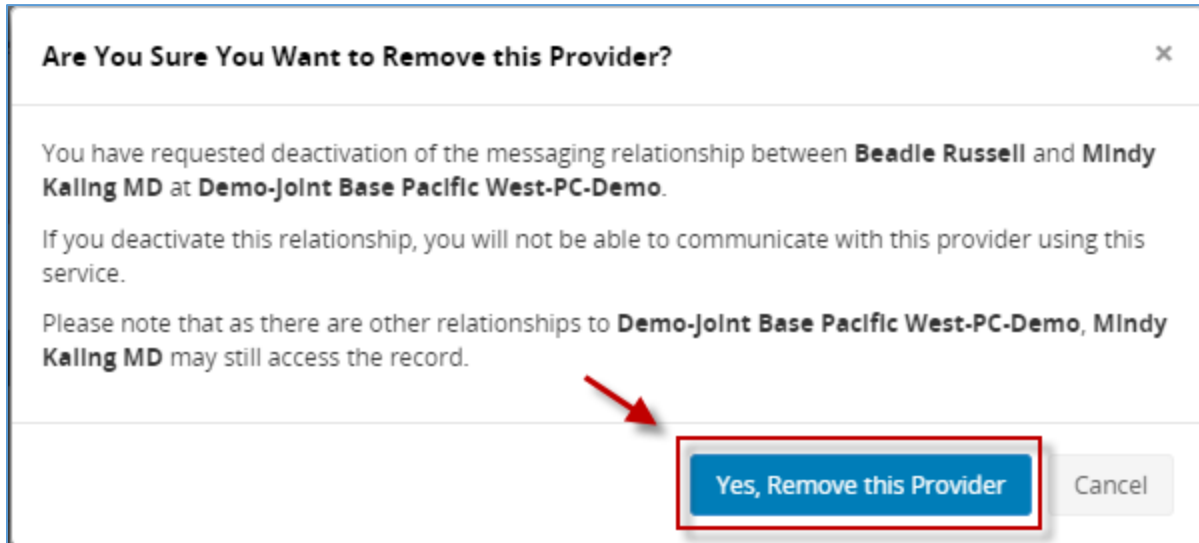 Are You Sure You Want to Remove this Provider?
×
You have requested deactivation of the messaging relationship between Beadle Russell and Mindy
Kaling MD at Demo-Joint Base Pacific West-PC-Demo.
If you deactivate this relationship, you will not be able to communicate with this provider using this
service.
Please note that as there are other relationships to Demo-Joint Base Pacific West-PC-Demo, Mindy
Kaling MD may still access the record.
Yes, Remove this Provider
Cancel